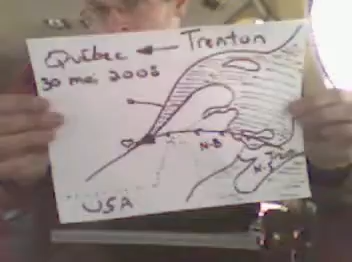 Québec ← Trenton
30 mai 2008
N-B
N-É
USA